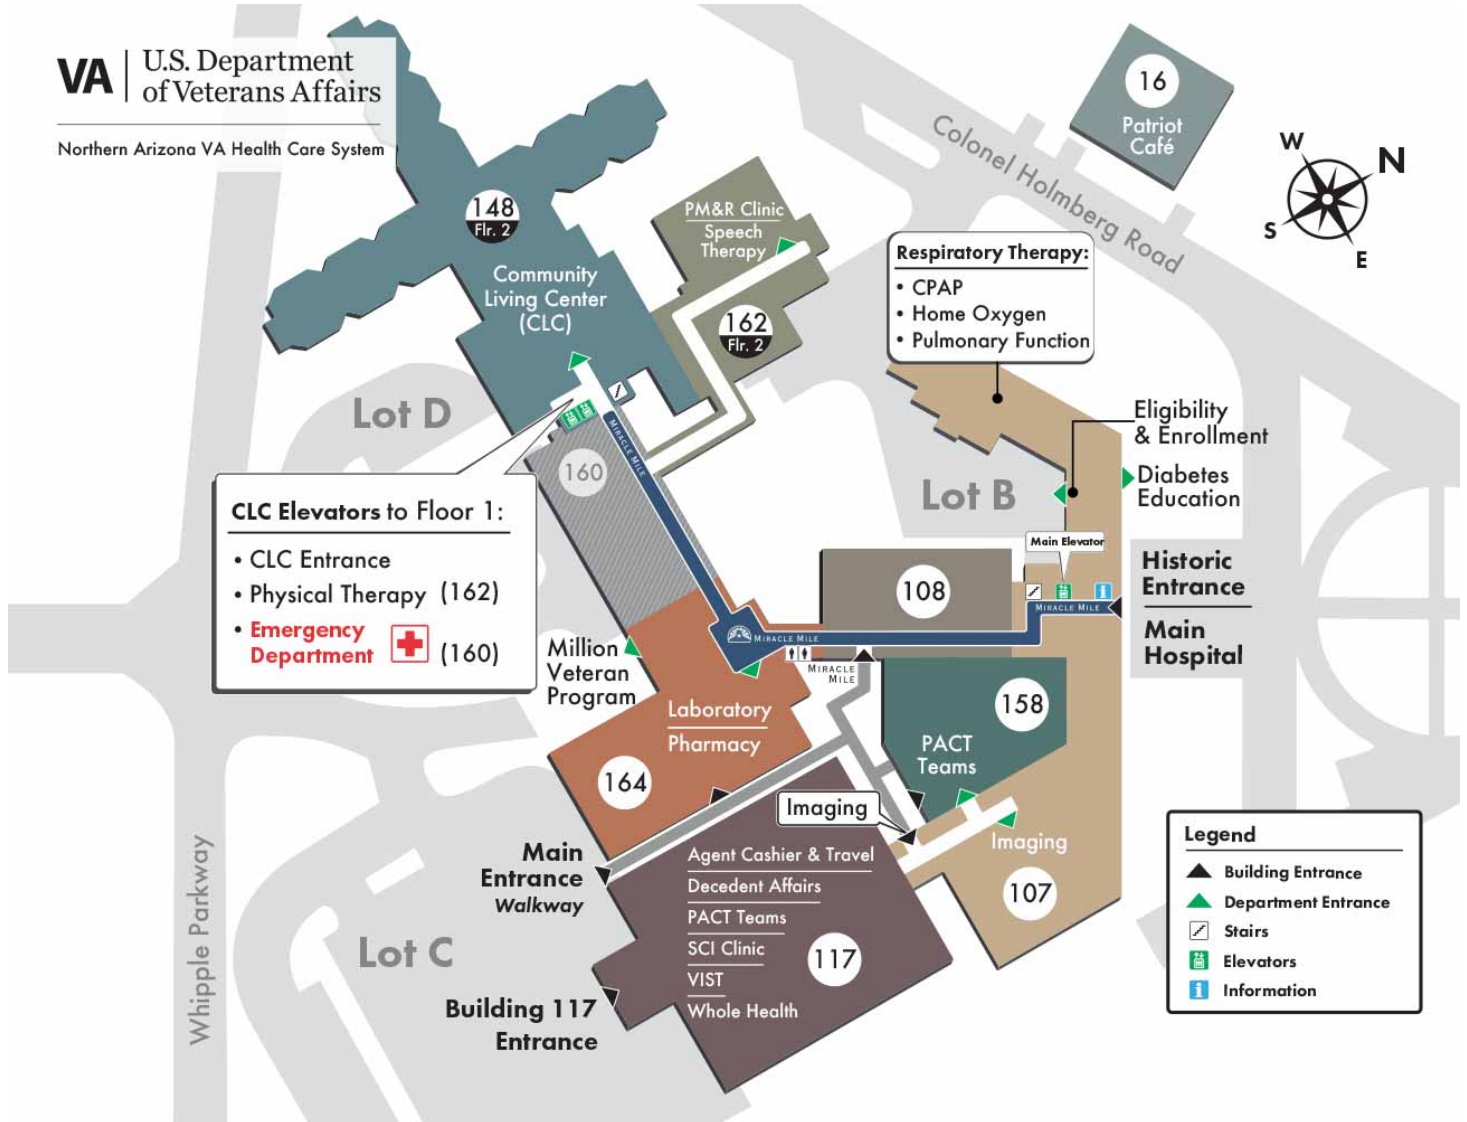 VA
U.S. Department
of Veterans Affairs
Northern Arizona VA Health Care System
16
Patriot
Café
Colonel Holmberg Road
W
N
S
E
148
Flr. 2
Community
Living Center
(CLC)
PM&R Clinic
Speech
Therapy
162
Flr. 2
Respiratory Therapy:
• CPAP
• Home Oxygen
• Pulmonary Function
Eligibility
& Enrollment
Diabetes
Education
Lot D
Lot B
MIRACLE MILE
160
CLC Elevators to Floor 1:
• CLC Entrance
• Physical Therapy (162)
• Emergency
Department (160)
Main Elevator
Historic
Entrance
Main
Hospital
108
MIRACLE MILE
MIRACLE MILE
MIRACLE
MILE
Million
Veteran
Program
Laboratory
Pharmacy
164
158
PACT
Teams
Imaging
Imaging
107
Main
Entrance
Walkway
Agent Cashier & Travel
Decedent Affairs
PACT Teams
SCI Clinic
VIST
Whole Health
117
Lot C
Building 117
Entrance
Whipple Parkway
Legend
Building Entrance
Department Entrance
Stairs
Elevators
Information